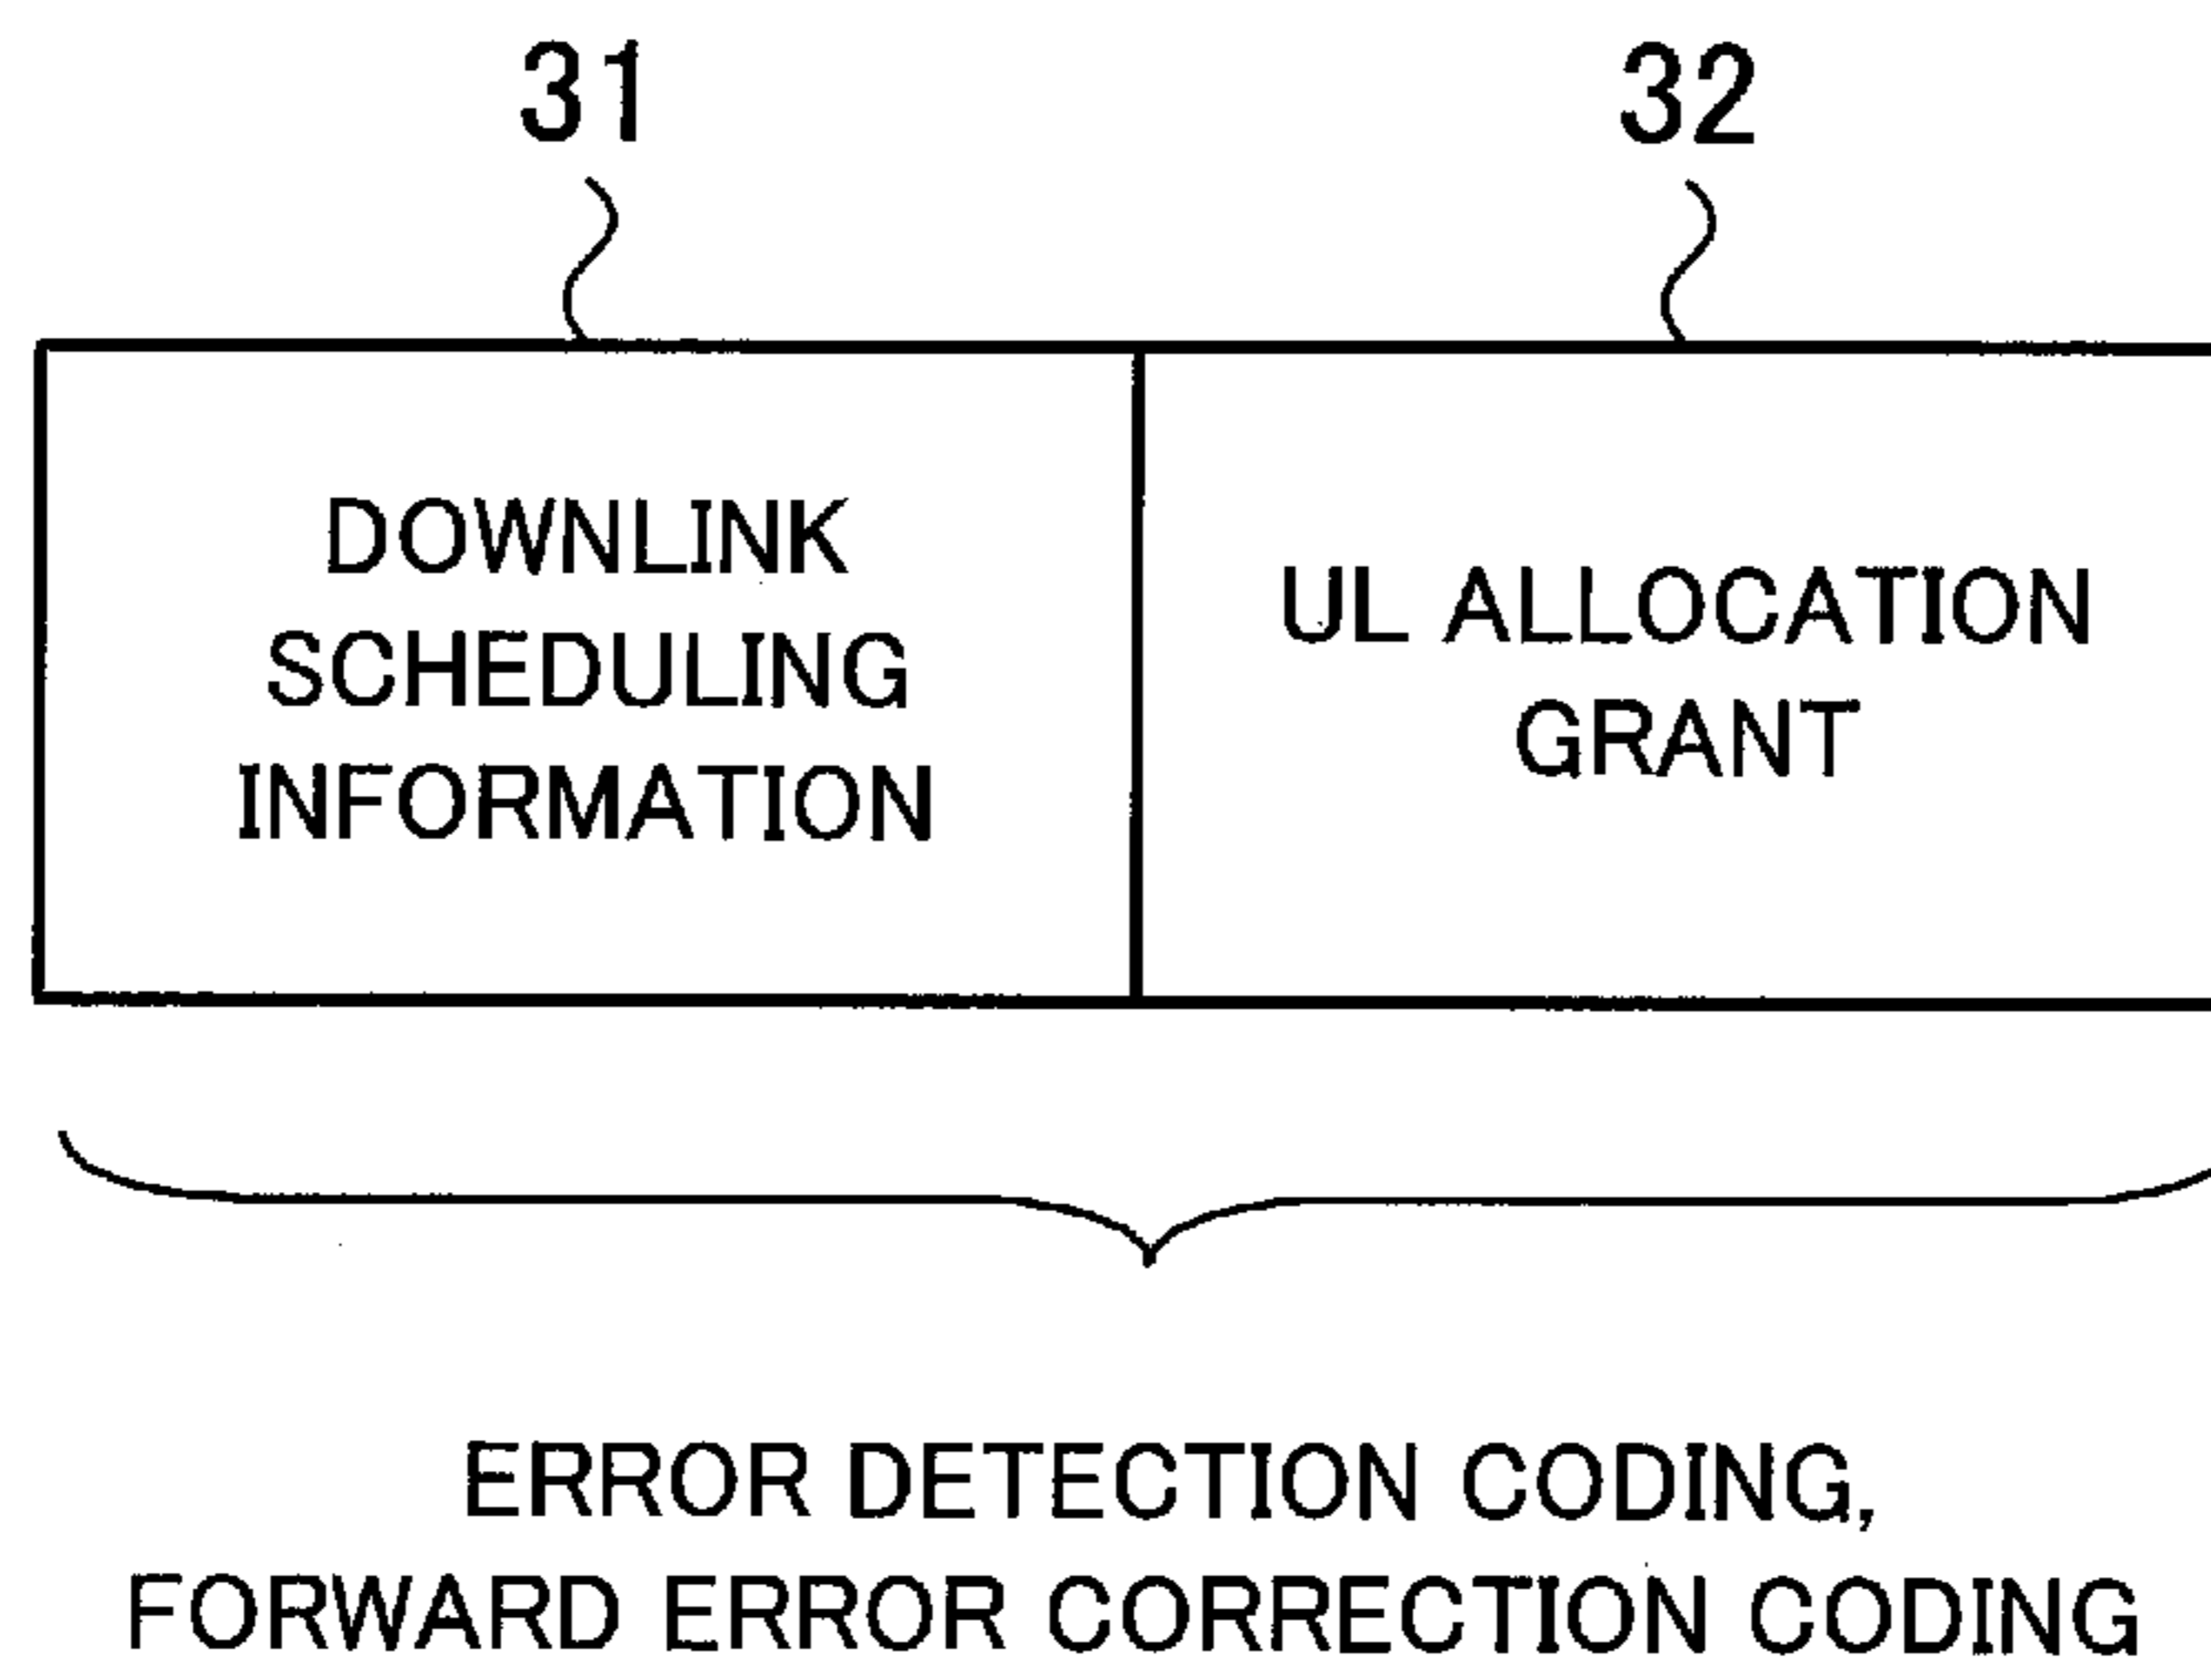 31 32
DOWNLINK
SCHEDULING
INFORMATION
UL ALLOCATION
GRANT
ERROR DETECTION CODING,
FORWARD ERROR CORRECTION CODING